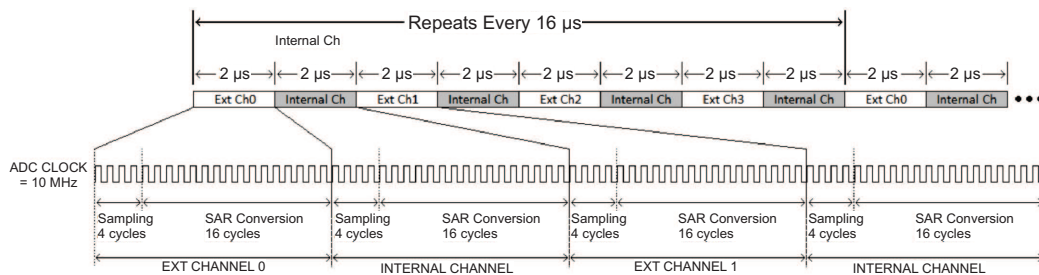 Repeats Every 16 µs
Internal Ch
2 µs 2 µs 2 µs 2 µs 2 µs 2 µs 2 µs 2 µs 2 µs 2 µs
Ext Ch0 Internal Ch Ext Ch1 Internal Ch Ext Ch2 Internal Ch Ext Ch3 Internal Ch Ext Ch0 Internal Ch •••
ADC CLOCK
= 10 MHz
Sampling SAR Conversion Sampling SAR Conversion Sampling SAR Conversion Sampling SAR Conversion
4 cycles 16 cycles 4 cycles 16 cycles 4 cycles 16 cycles 4 cycles 16 cycles
EXT CHANNEL 0 INTERNAL CHANNEL EXT CHANNEL 1 INTERNAL CHANNEL